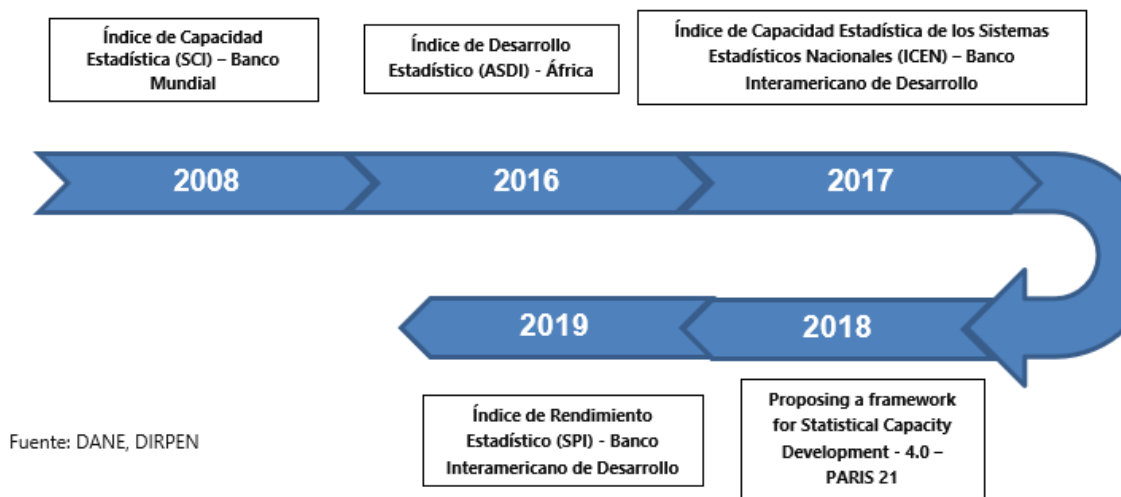 Índice de Capacidad
Estadística (SCI) – Banco
Mundial
Índice de Desarrollo
Estadístico (ASDI) - África
Índice de Capacidad Estadística de los Sistemas
Estadísticos Nacionales (ICEN) – Banco
Interamericano de Desarrollo
2008
2016
2017
2019
2018
Índice de Rendimiento
Estadístico (SPI) - Banco
Interamericano de Desarrollo
Proposing a framework
for Statistical Capacity
Development - 4.0 –
PARIS 21
Fuente: DANE, DIRPEN